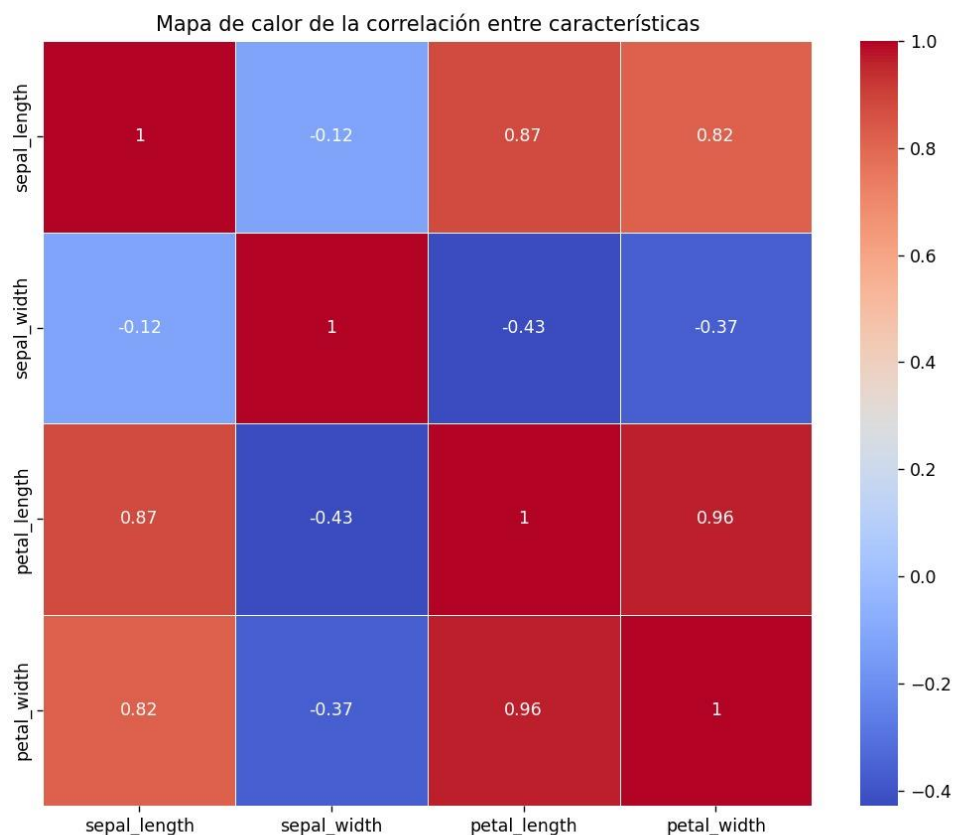 Mapa de calor de la correlación entre características
sepal_length
1
-0.12
0.87
0.82
sepal_width
-0.12
1
-0.43
-0.37
petal_length
0.87
-0.43
1
0.96
petal_width
0.82
-0.37
0.96
1
sepal_length
sepal_width
petal_length
petal_width
1.0
0.8
0.6
0.4
0.2
0.0
−0.2
−0.4